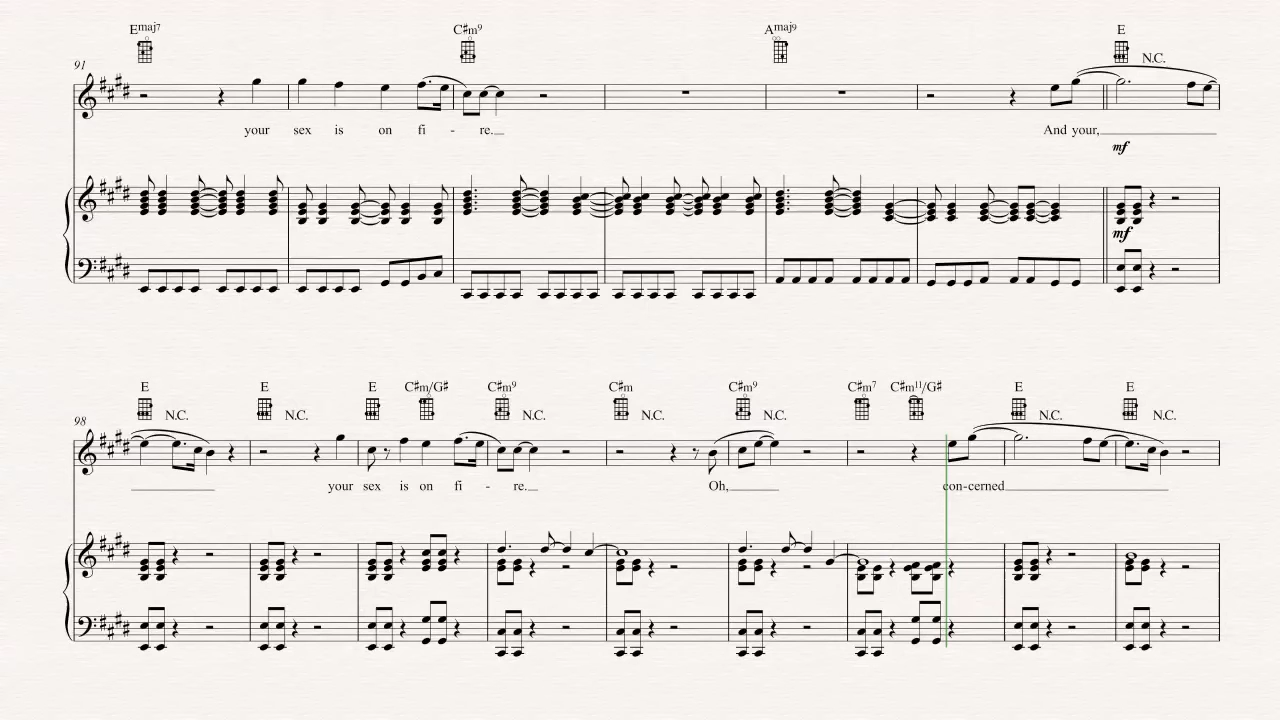 Emaj7 C♯m9 Amaj9 E
N.C.
91
your sex is on fi - re.
And your,
mf
mf
E E E C♯m/G♯ C♯m9 C♯m C♯m9 C♯m7 C♯m11/G♯ E E
N.C. N.C. N.C. N.C. N.C. N.C. N.C.
98
your sex is on fi - re. Oh, con-cerned